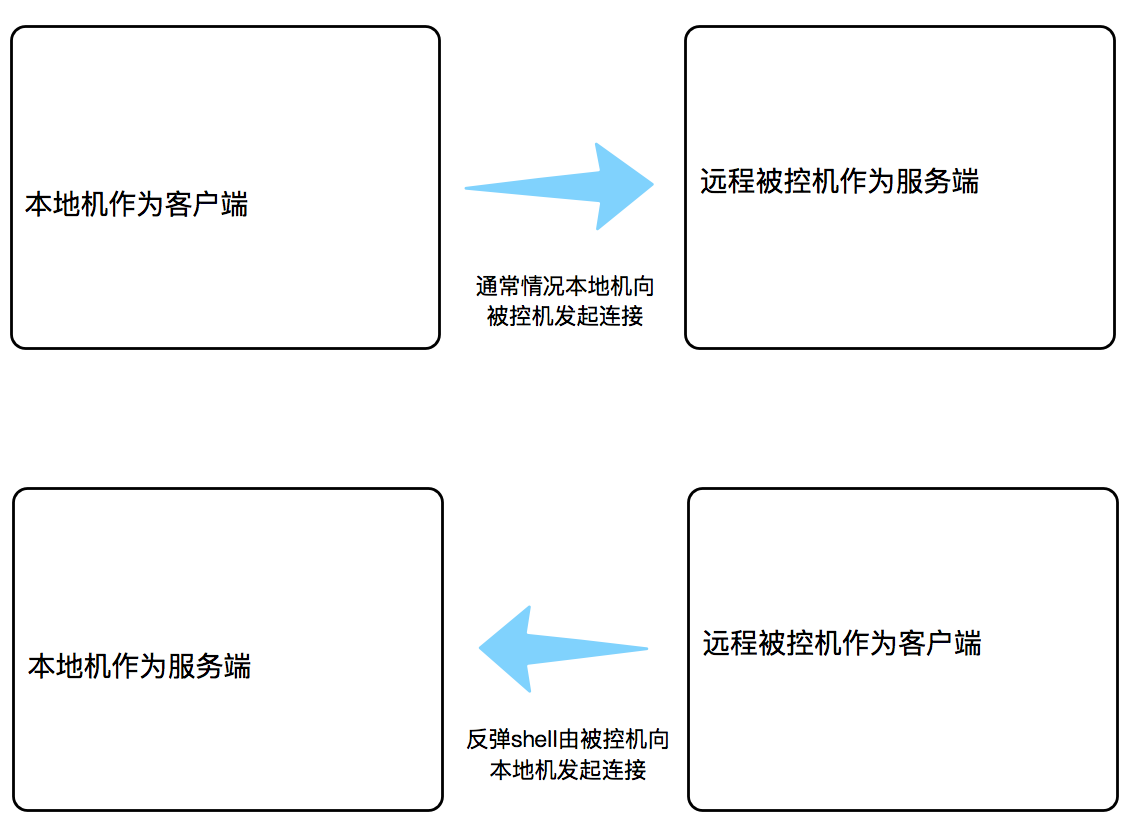 本地机作为客户端
远程被控机作为服务端
通常情况本地机向
被控机发起连接
本地机作为服务端
远程被控机作为客户端
反弹shell由被控机向
本地机发起连接